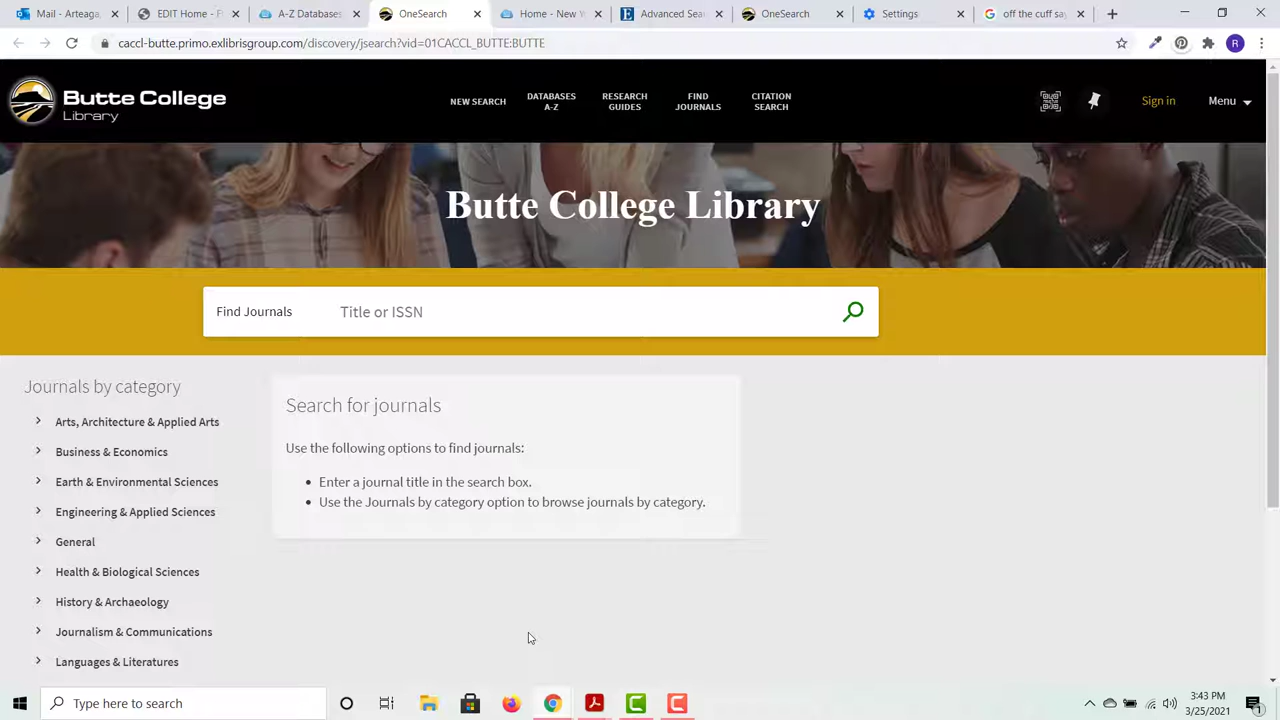 Mail - Arteaga,
EDIT Home - F
A-Z Databases
OneSearch
Home - New
Advanced Sea
OneSearch
Settings
off the cuff say
caccl-butte.primo.exlibrisgroup.com/discovery/jsearch?vid=01CACCL_BUTTE:BUTTE
R
Butte College
Library
NEW SEARCH
DATABASES
A-Z
RESEARCH
GUIDES
FIND
JOURNALS
CITATION
SEARCH
Sign in
Menu
Butte College Library
Find Journals
Title or ISSN
Journals by category
Arts, Architecture & Applied Arts
Business & Economics
Earth & Environmental Sciences
Engineering & Applied Sciences
General
Health & Biological Sciences
History & Archaeology
Journalism & Communications
Languages & Literatures
Search for journals
Use the following options to find journals:
Enter a journal title in the search box.
Use the Journals by category option to browse journals by category.
Type here to search
3:43 PM
3/25/2021
1